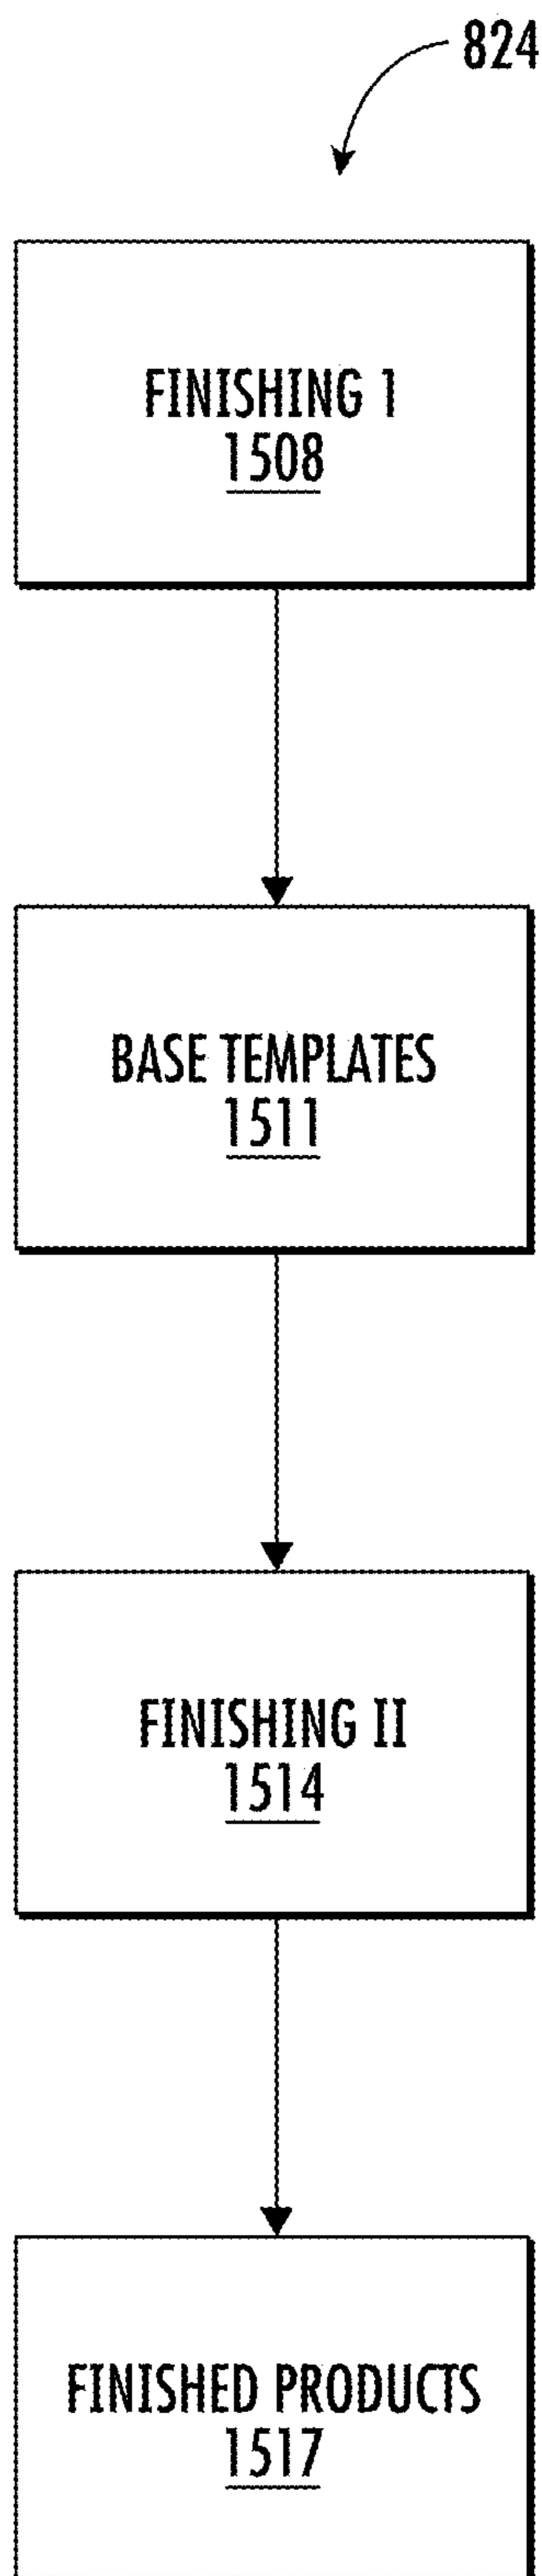 824
FINISHING 1
1508
BASE TEMPLATES
1511
FINISHING II
1514
FINISHED PRODUCTS
1517